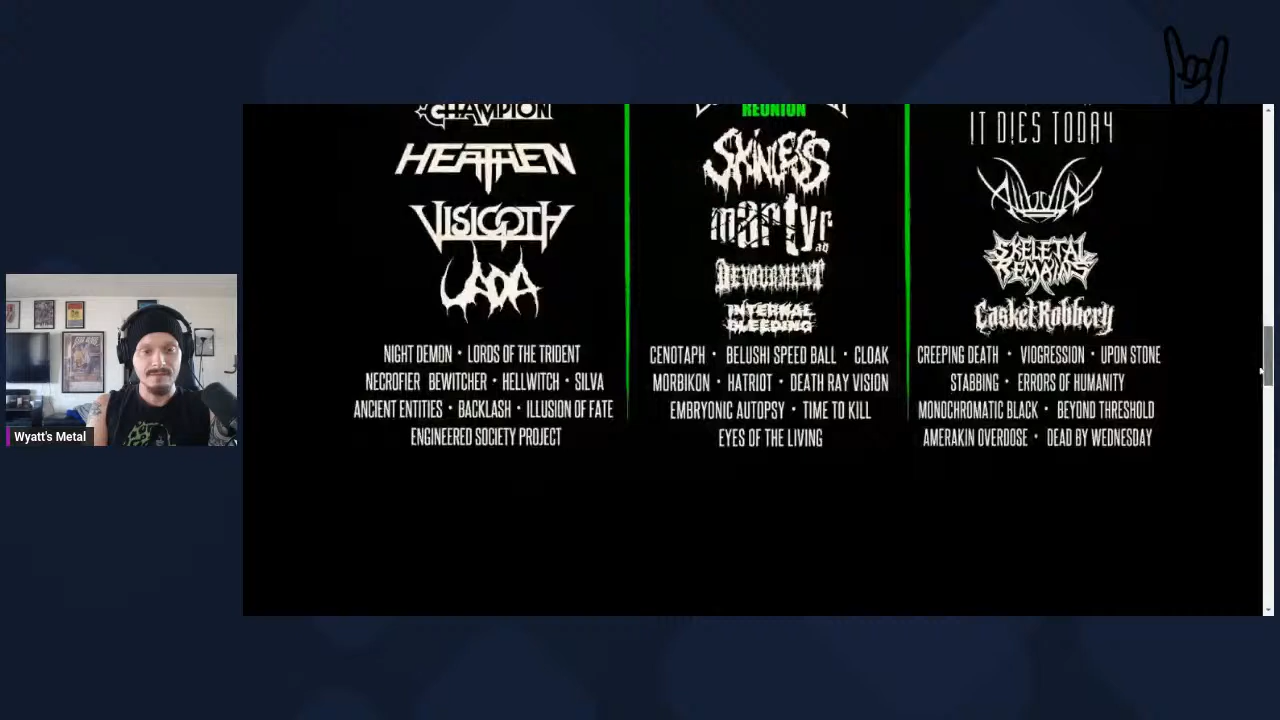 CHAMPION
HEATHEN
VISIGOTH
UADA
NIGHT DEMON • LORDS OF THE TRIDENT
NECROFIER BEWITCHER • HELLWITCH • SILVA
ANCIENT ENTITIES • BACKLASH • ILLUSION OF FATE
ENGINEERED SOCIETY PROJECT
REUNION
SKINLESS
martyr
AD
DEVOURMENT
INTERNAL
BLEEDING
CENOTAPH • BELUSHI SPEED BALL • CLOAK
MORBIKON • HATRIOT • DEATH RAY VISION
EMBRYONIC AUTOPSY • TIME TO KILL
EYES OF THE LIVING
IT DIES TODAY
SKELETAL
REMAINS
Casket Robbery
CREEPING DEATH • VIOGRESSION • UPON STONE
STABBING • ERRORS OF HUMANITY
MONOCHROMATIC BLACK • BEYOND THRESHOLD
AMERAKIN OVERDOSE • DEAD BY WEDNESDAY
Wyatt's Metal